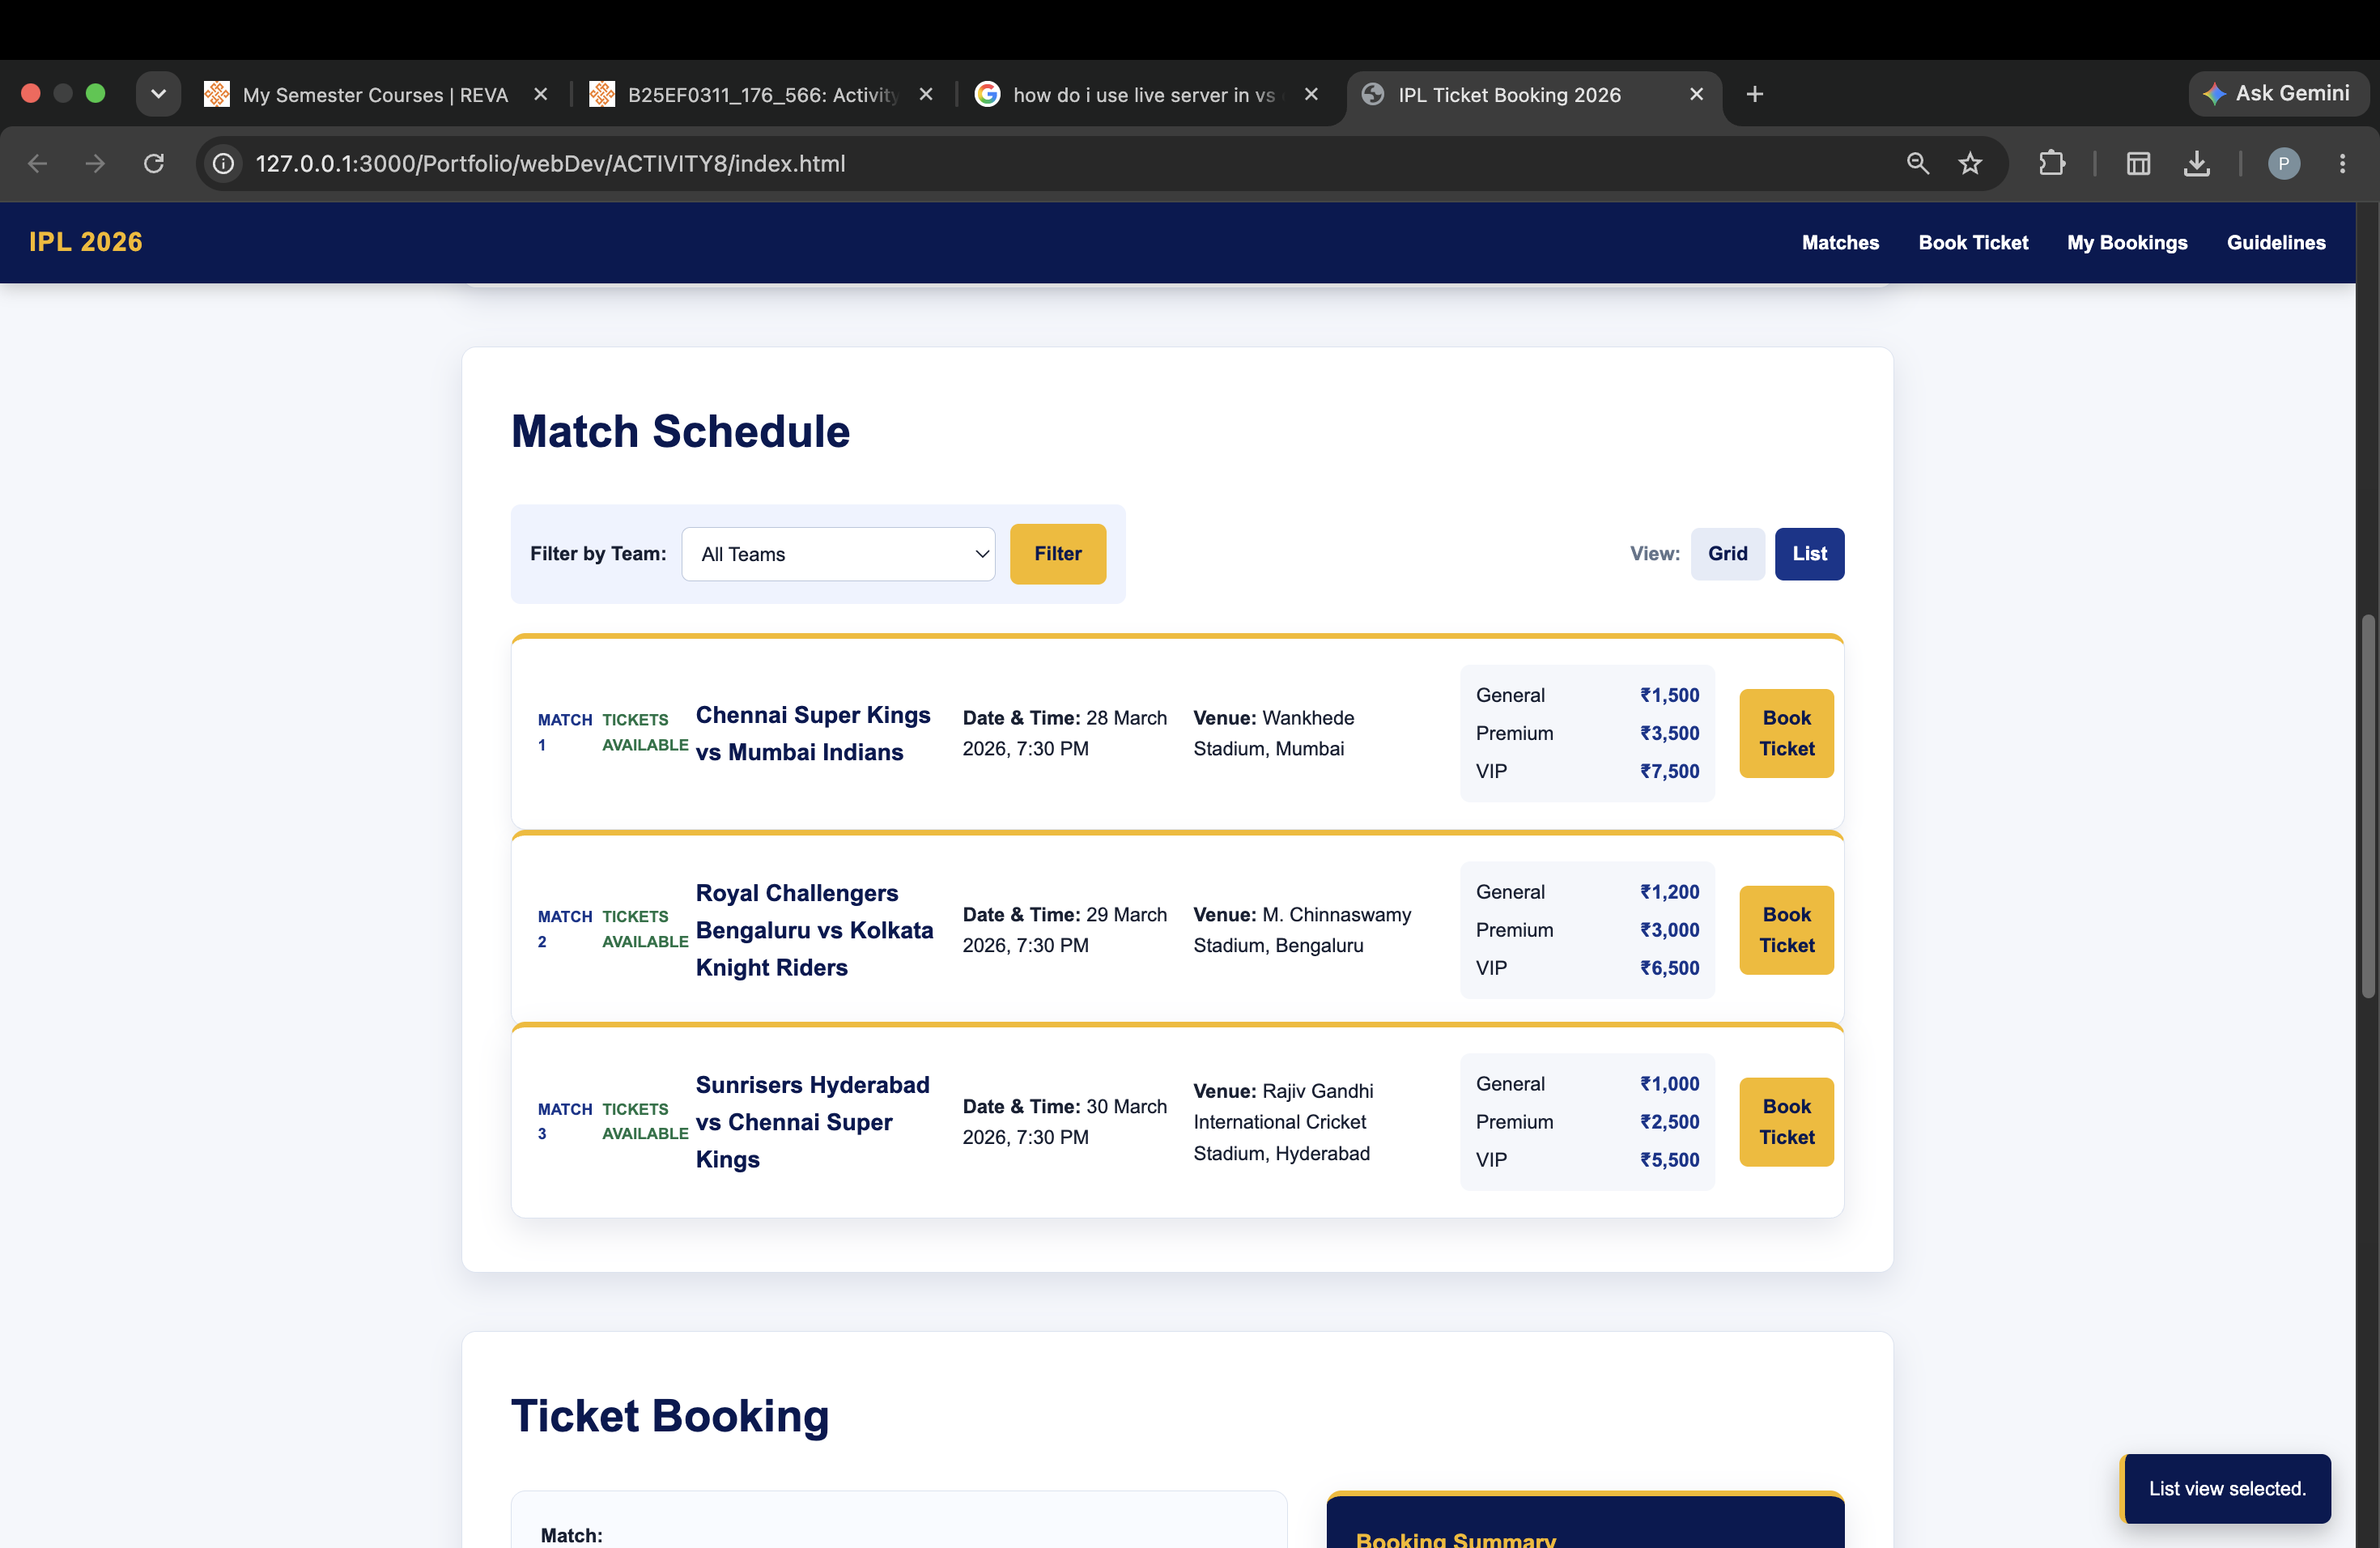 My Semester Courses | REVA
B25EF0311_176_566: Activity
how do i use live server in vs
IPL Ticket Booking 2026
Ask Gemini
127.0.0.1:3000/Portfolio/webDev/ACTIVITY8/index.html
P
IPL 2026
Matches
Book Ticket
My Bookings
Guidelines
Match Schedule
Filter by Team:
All Teams
Filter
View:
Grid
List
MATCH
1
TICKETS
AVAILABLE
Chennai Super Kings
vs Mumbai Indians
Date & Time: 28 March
2026, 7:30 PM
Venue: Wankhede
Stadium, Mumbai
General ₹1,500
Premium ₹3,500
VIP ₹7,500
Book
Ticket
MATCH
2
TICKETS
AVAILABLE
Royal Challengers
Bengaluru vs Kolkata
Knight Riders
Date & Time: 29 March
2026, 7:30 PM
Venue: M. Chinnaswamy
Stadium, Bengaluru
General ₹1,200
Premium ₹3,000
VIP ₹6,500
Book
Ticket
MATCH
3
TICKETS
AVAILABLE
Sunrisers Hyderabad
vs Chennai Super
Kings
Date & Time: 30 March
2026, 7:30 PM
Venue: Rajiv Gandhi
International Cricket
Stadium, Hyderabad
General ₹1,000
Premium ₹2,500
VIP ₹5,500
Book
Ticket
Ticket Booking
Match:
Booking Summary
List view selected.